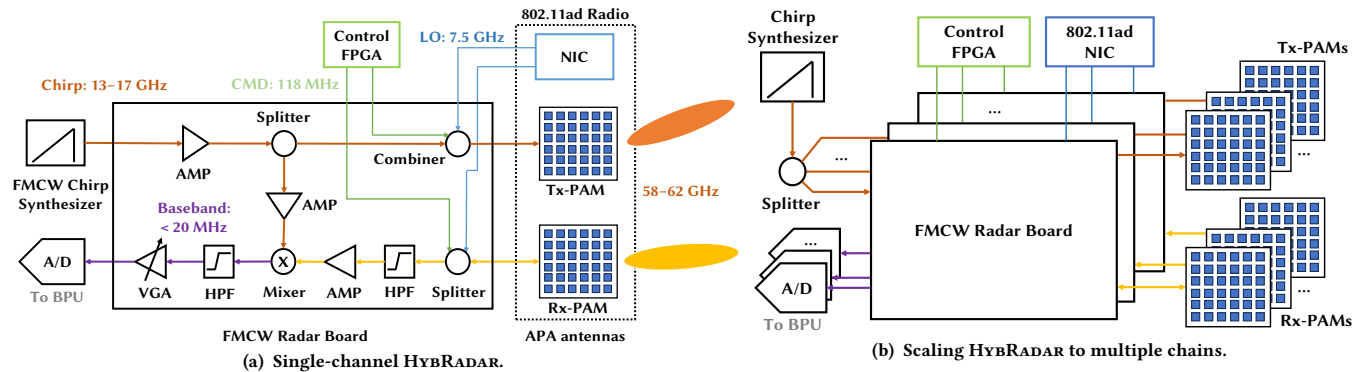 802.11ad Radio
Control
FPGA
LO: 7.5 GHz
NIC
Chirp: 13–17 GHz
CMD: 118 MHz
Splitter
Combiner
AMP
Tx-PAM
FMCW Chirp
Synthesizer
AMP
58–62 GHz
Baseband:
< 20 MHz
A/D
To BPU
VGA
HPF
X
Mixer
AMP
HPF
Splitter
Rx-PAM
FMCW Radar Board
APA antennas
(a) Single-channel HYBRADAR.
Chirp
Synthesizer
Control
FPGA
802.11ad
NIC
Tx-PAMs
...
...
...
Splitter
FMCW Radar Board
...
A/D
To BPU
...
Rx-PAMs
(b) Scaling HYBRADAR to multiple chains.